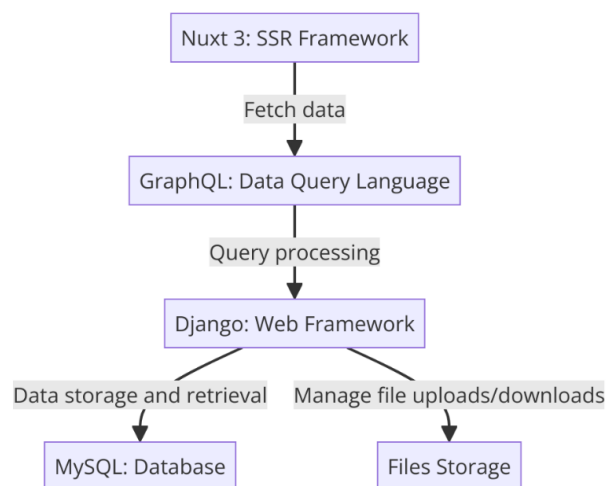 Nuxt 3: SSR Framework
Fetch data
GraphQL: Data Query Language
Query processing
Django: Web Framework
Data storage and retrieval
Manage file uploads/downloads
MySQL: Database
Files Storage